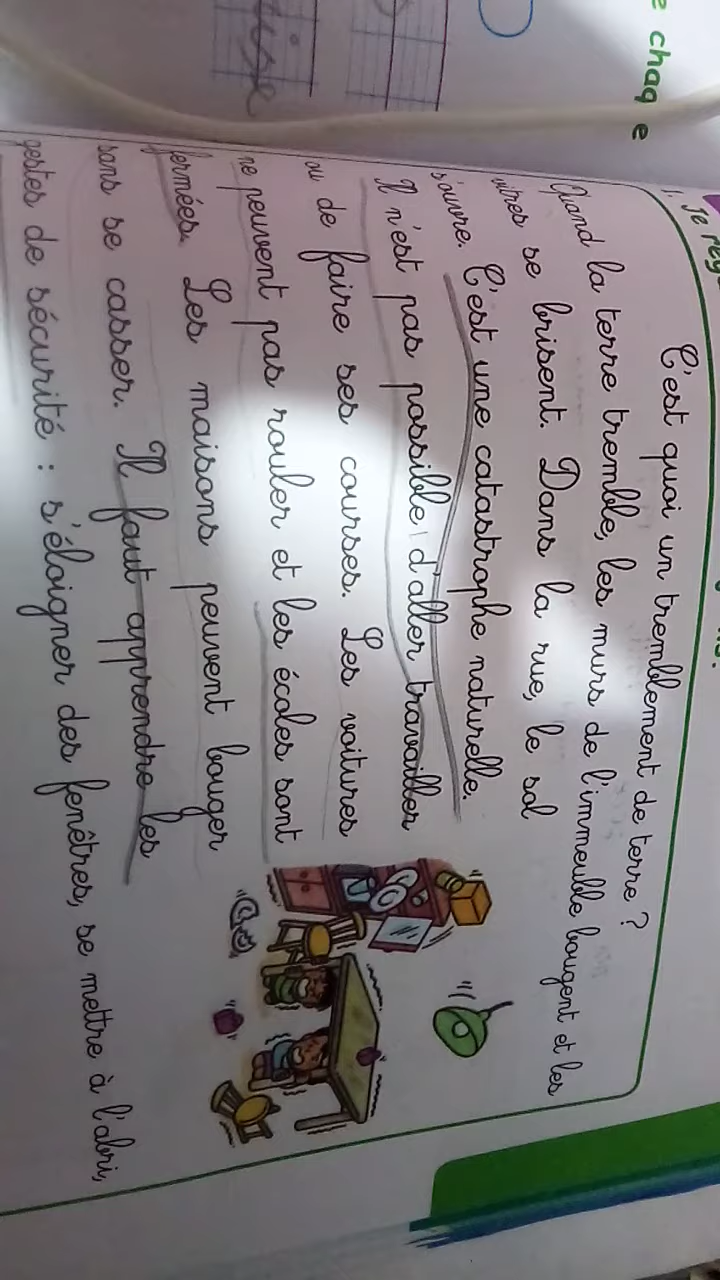 e chaq e
Je
C'est quoi un tremblement de terre ?
Quand la terre tremble, les murs de l'immeuble bougent et les
vitres se brisent. Dans la rue, le sol
s'ouvre. C'est une catastrophe naturelle.
Il n'est pas possible d'aller travailler
ou de faire ses courses. Les voitures
ne peuvent pas rouler et les écoles sont
fermées. Les maisons peuvent bouger
sans se casser. Il faut apprendre les
gestes de sécurité : s'éloigner des fenêtres, se mettre à l'abri,